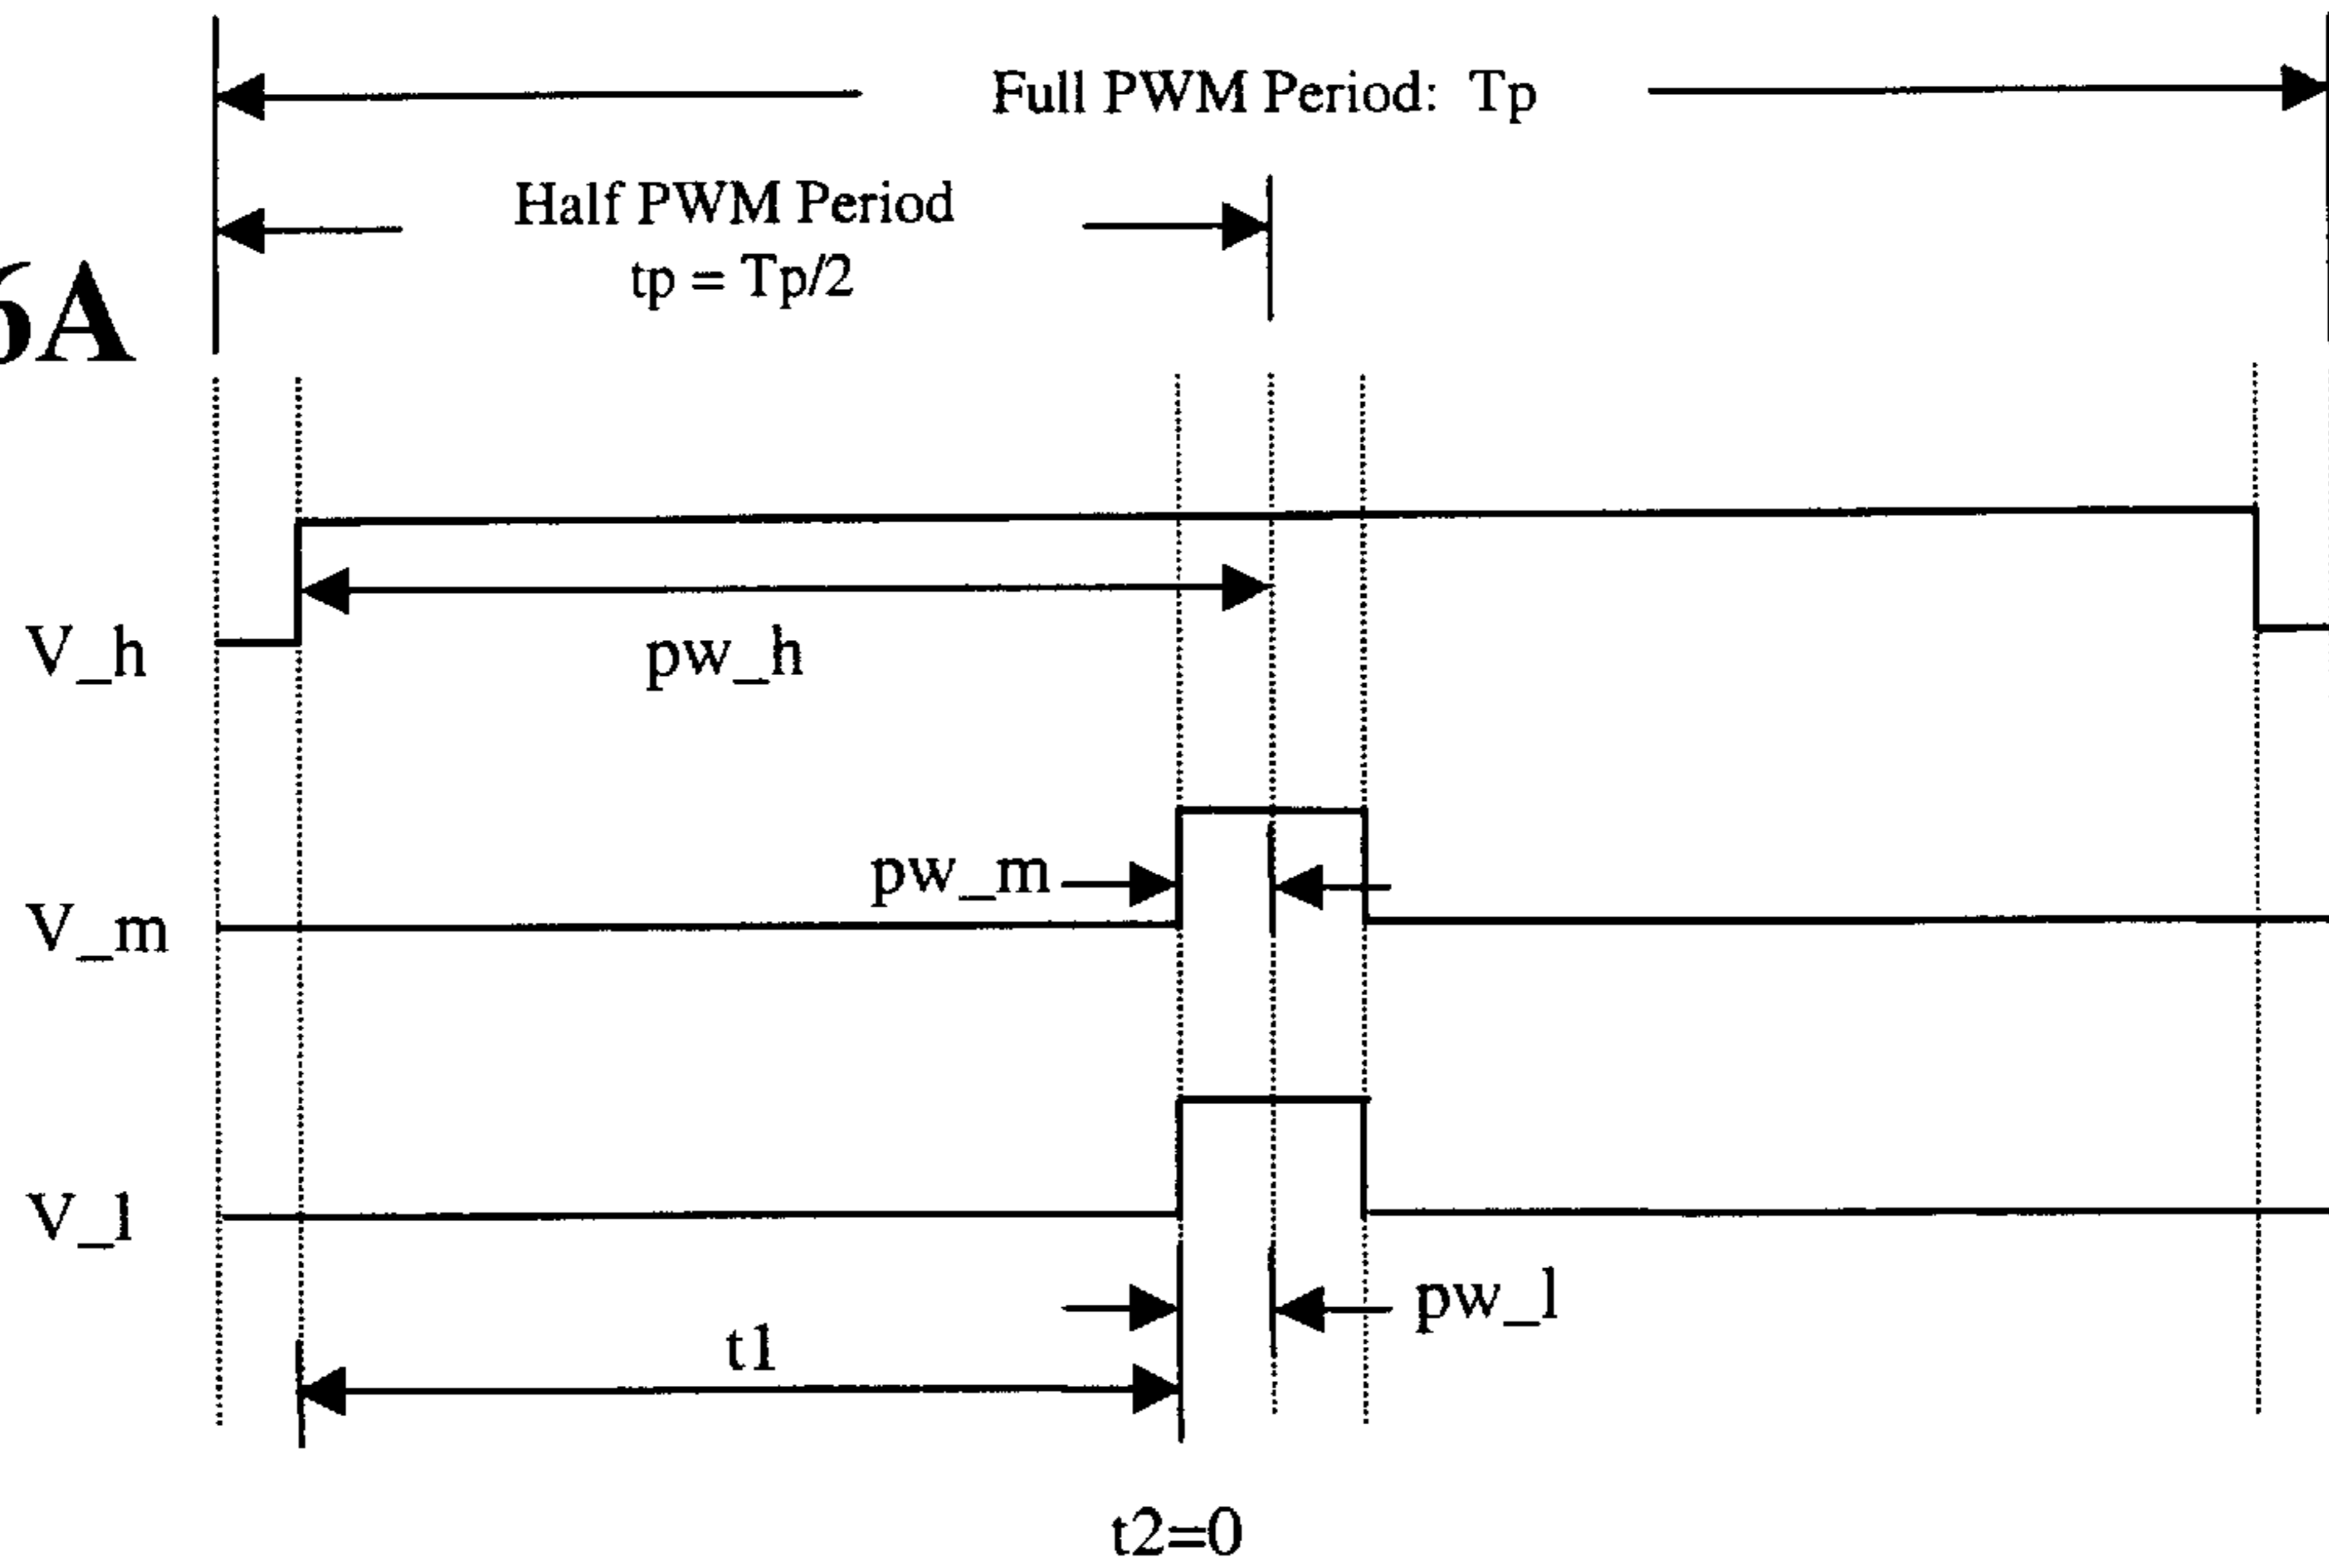 Full PWM Period: Tp
Half PWM Period
tp = Tp/2
6A
V_h
pw_h
pw_m
V_m
V_l
pw_l
t1
t2=0